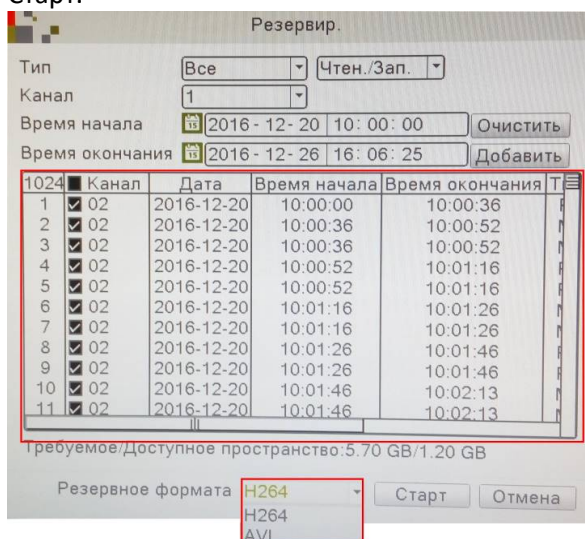 Старт.
Резервир.
Тип Все Чтен./Зап.
Канал 1
Время начала 15 2016 - 12 - 20 10 : 00 : 00 Очистить
Время окончания 15 2016 - 12 - 26 16 : 06 : 25 Добавить
1024 Канал Дата Время начала Время окончания Т
1 02 2016-12-20 10:00:00 10:00:36
2 02 2016-12-20 10:00:36 10:00:52
3 02 2016-12-20 10:00:36 10:00:52
4 02 2016-12-20 10:00:52 10:01:16
5 02 2016-12-20 10:00:52 10:01:16
6 02 2016-12-20 10:01:16 10:01:26
7 02 2016-12-20 10:01:16 10:01:26
8 02 2016-12-20 10:01:26 10:01:46
9 02 2016-12-20 10:01:26 10:01:46
10 02 2016-12-20 10:01:46 10:02:13
11 02 2016-12-20 10:01:46 10:02:13
Требуемое/Доступное пространство:5.70 GB/1.20 GB
Резервное формата H264 Старт Отмена
H264
AVI